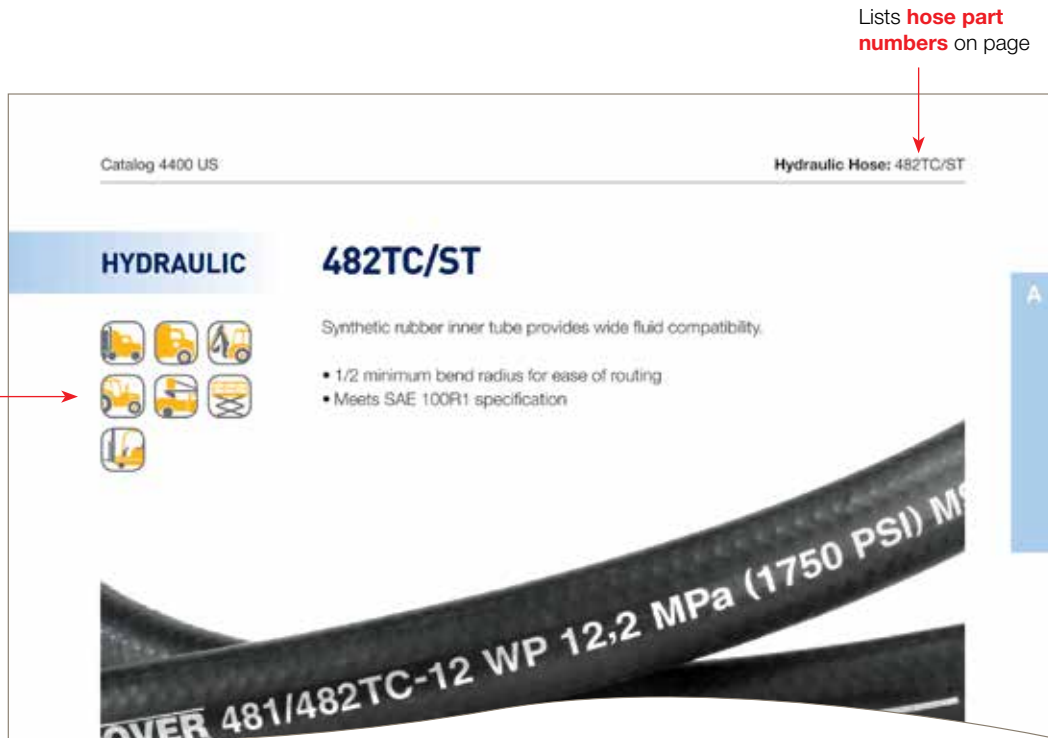 Lists hose part
numbers on page
Catalog 4400 US
Hydraulic Hose: 482TC/ST
HYDRAULIC
482TC/ST
A
Synthetic rubber inner tube provides wide fluid compatibility.
• 1/2 minimum bend radius for ease of routing
• Meets SAE 100R1 specification
OVER 481/482TC-12 WP 12,2 MPa (1750 PSI)